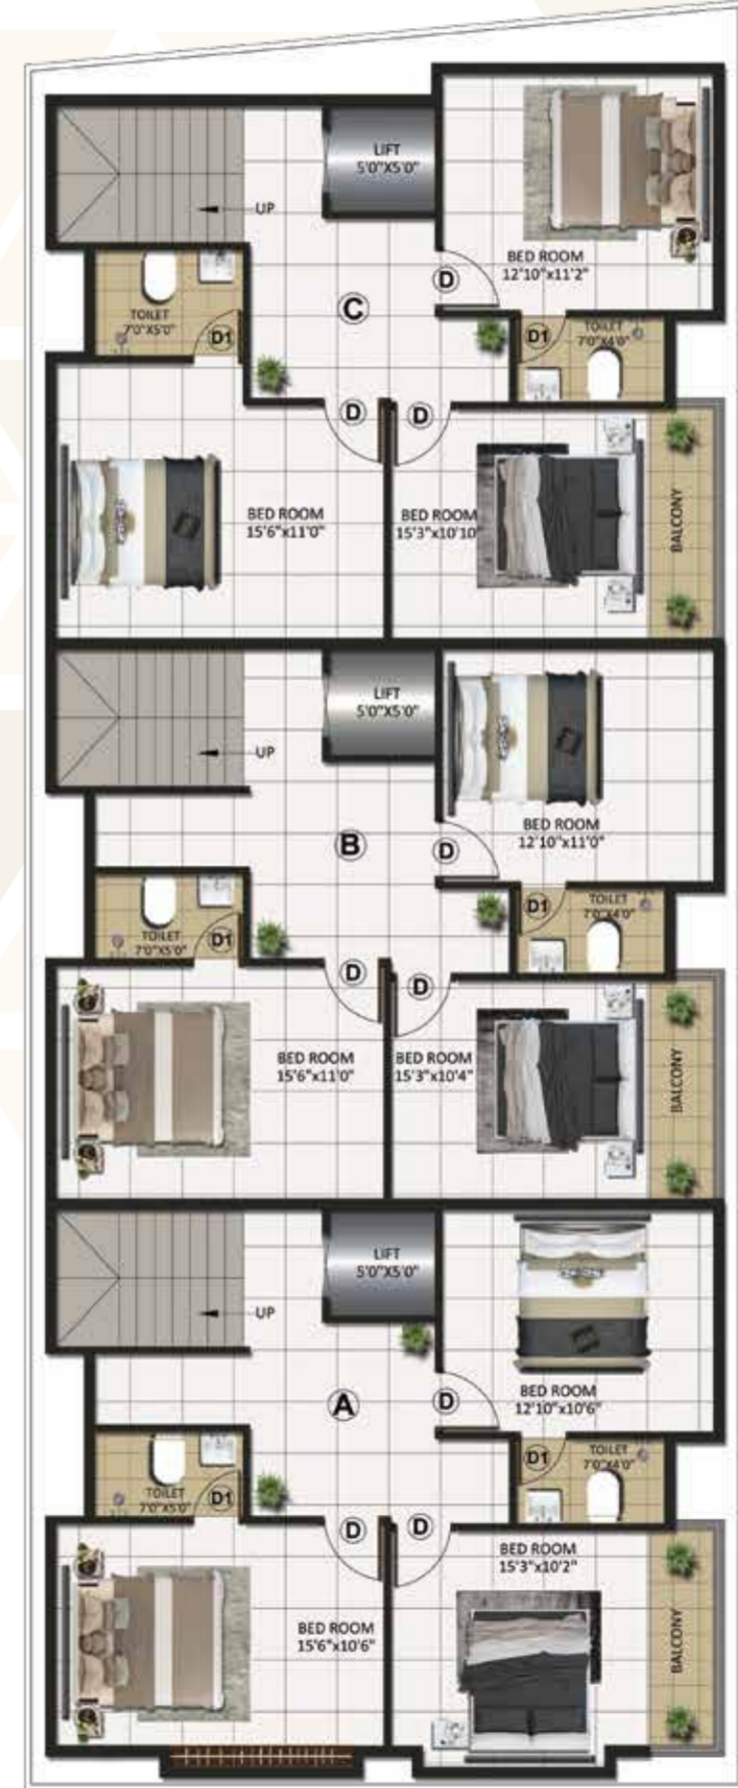 LIFT
5'0"X5'0"
UP
BED ROOM
12'10"x11'2"
D
C
TOILET
7'0"X5'0"
D1
D1
TOILET
7'0"X4'0"
D
D
BED ROOM
15'6"x11'0"
BED ROOM
15'3"x10'10"
BALCONY
LIFT
5'0"X5'0"
UP
BED ROOM
12'10"x11'0"
B
D
TOILET
7'0"X5'0"
D1
D1
TOILET
7'0"X4'0"
D
D
BED ROOM
15'6"x11'0"
BED ROOM
15'3"x10'4"
BALCONY
LIFT
5'0"X5'0"
UP
BED ROOM
12'10"x10'6"
A
D
TOILET
7'0"X5'0"
D1
D1
TOILET
7'0"X4'0"
D
D
BED ROOM
15'3"x10'2"
BED ROOM
15'6"x10'6"
BALCONY